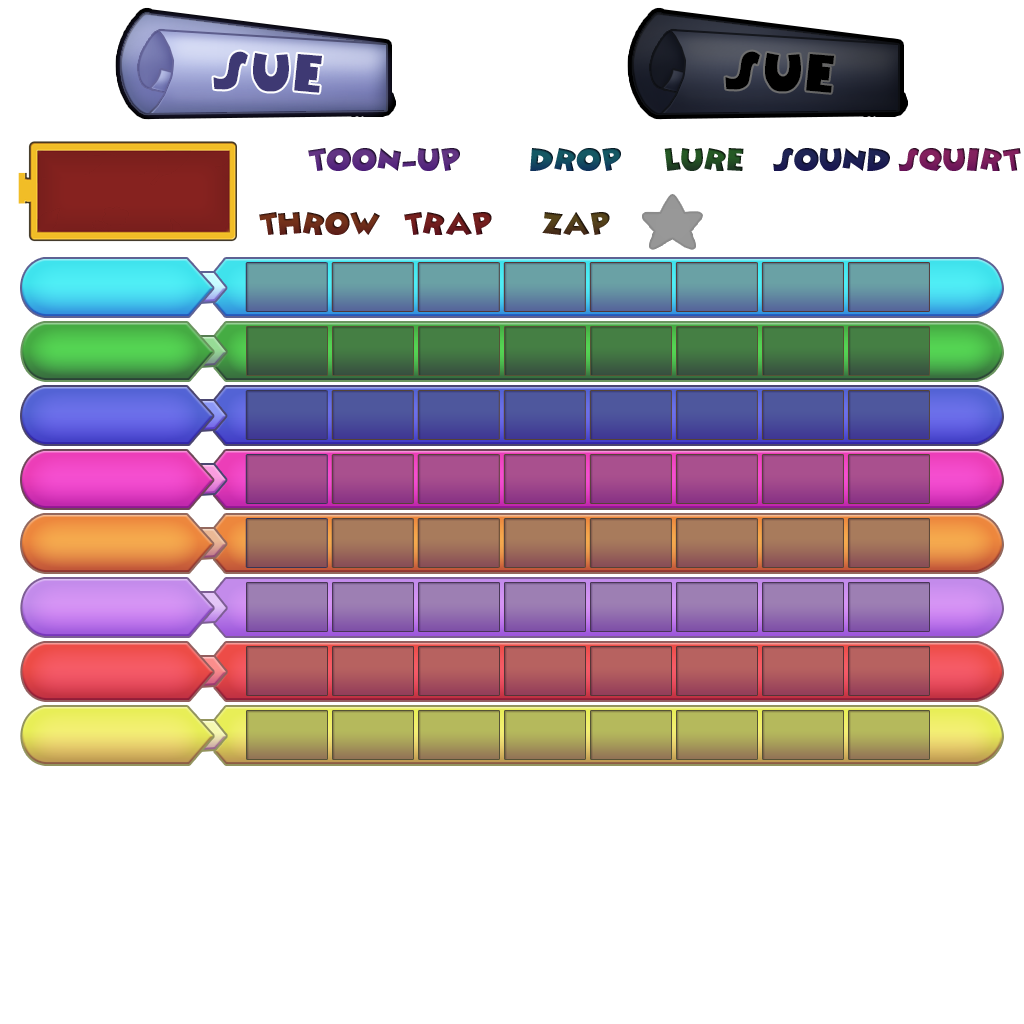 SUE
SUE
TOON-UP
DROP
LURE
SOUND
SQUIRT
THROW
TRAP
ZAP